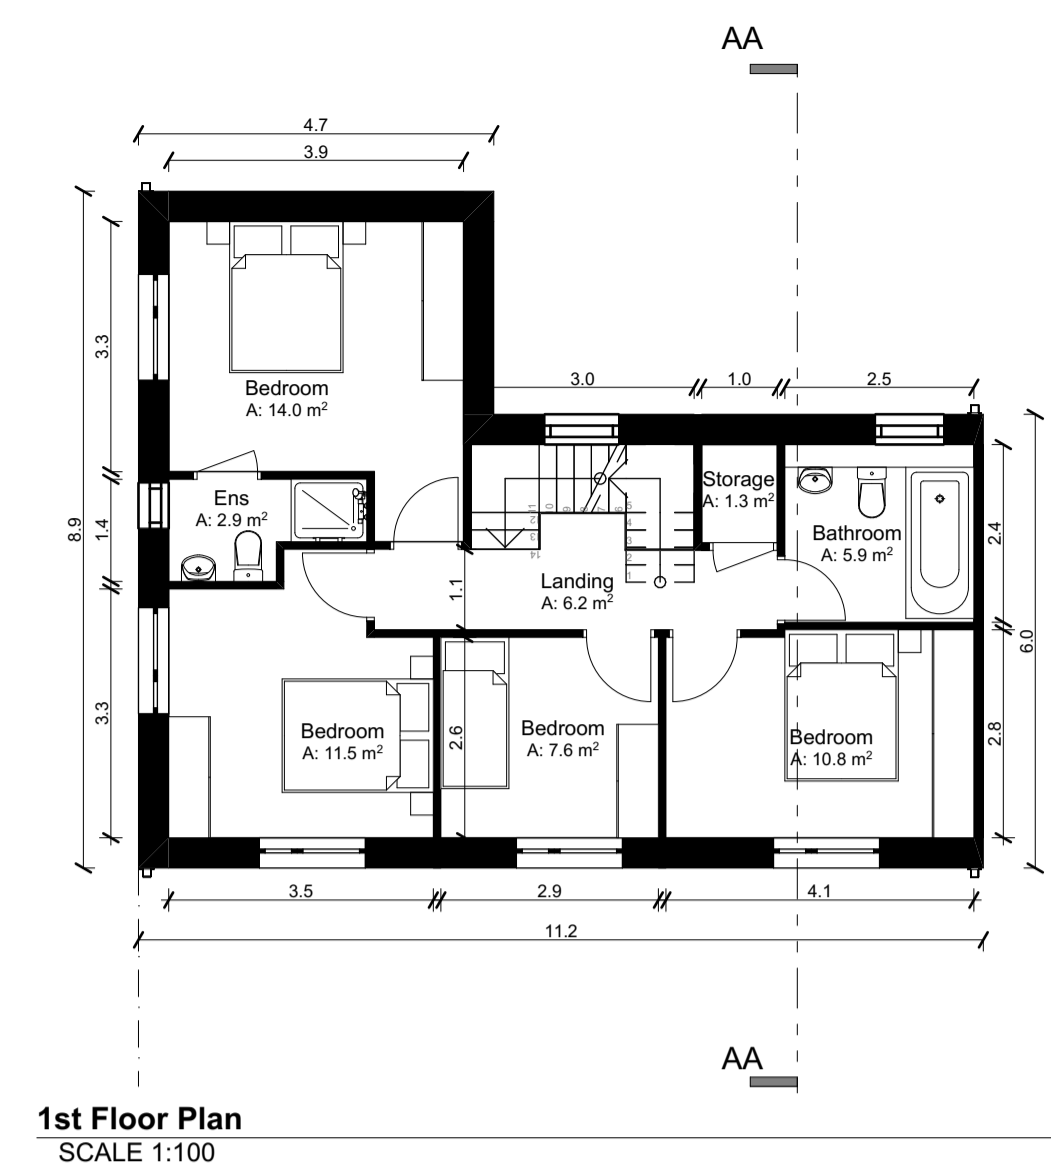 AA
4.7
3.9
Bedroom
A: 14.0 m²
3.3
3.0
1.0
2.5
8.9
1.4
Ens
A: 2.9 m²
Storage
A: 1.3 m²
Bathroom
A: 5.9 m²
2.4
Landing
A: 6.2 m²
1.1
6.0
3.3
Bedroom
A: 11.5 m²
2.6
Bedroom
A: 7.6 m²
Bedroom
A: 10.8 m²
2.8
3.5
2.9
4.1
11.2
AA
1st Floor Plan
SCALE 1:100